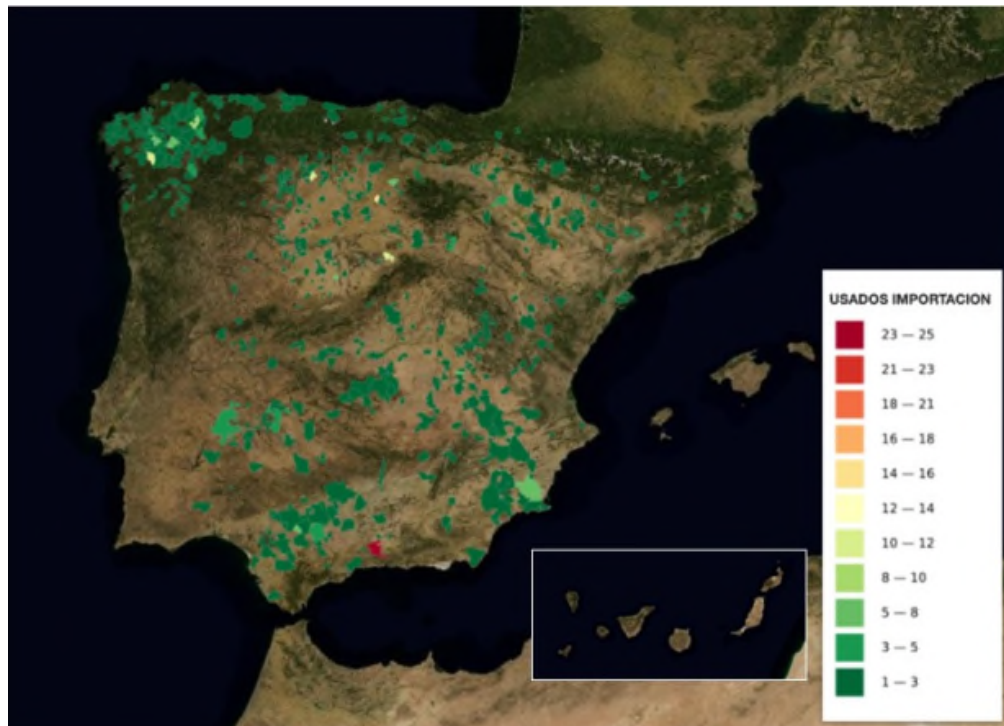 USADOS IMPORTACION
23 — 25
21 — 23
18 — 21
16 — 18
14 — 16
12 — 14
10 — 12
8 — 10
5 — 8
3 — 5
1 — 3